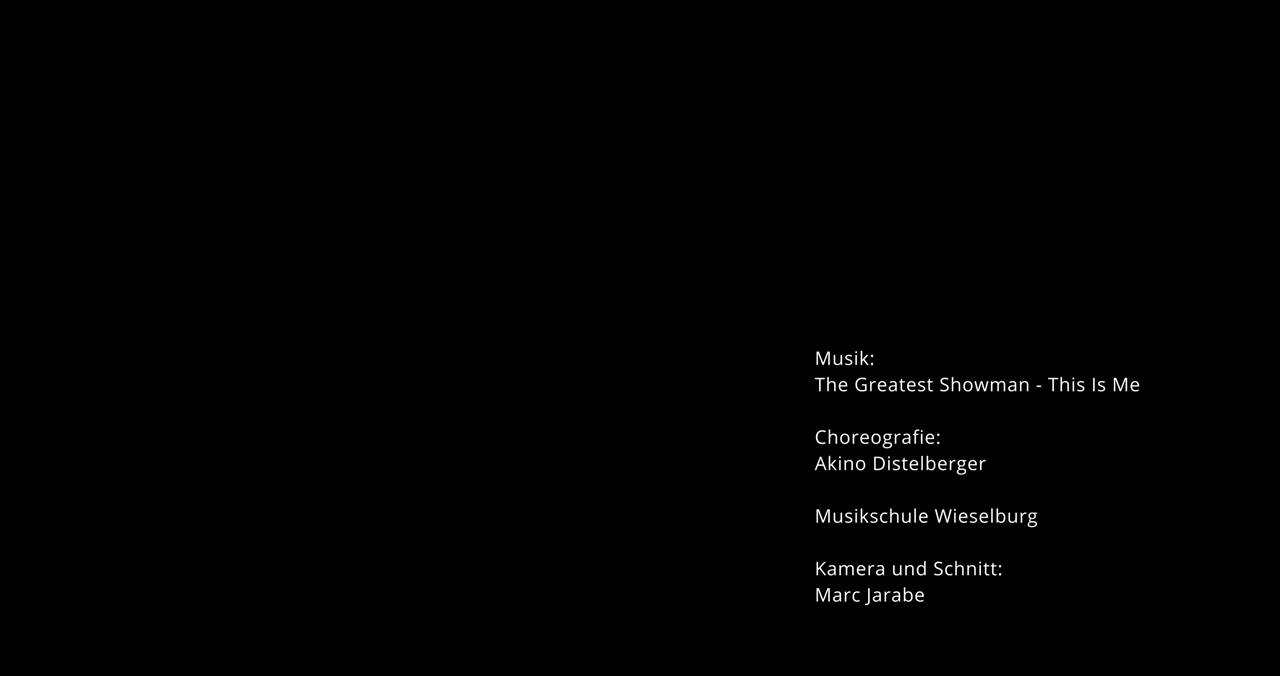 Musik:
The Greatest Showman - This Is Me
Choreografie:
Akino Distelberger
Musikschule Wieselburg
Kamera und Schnitt:
Marc Jarabe